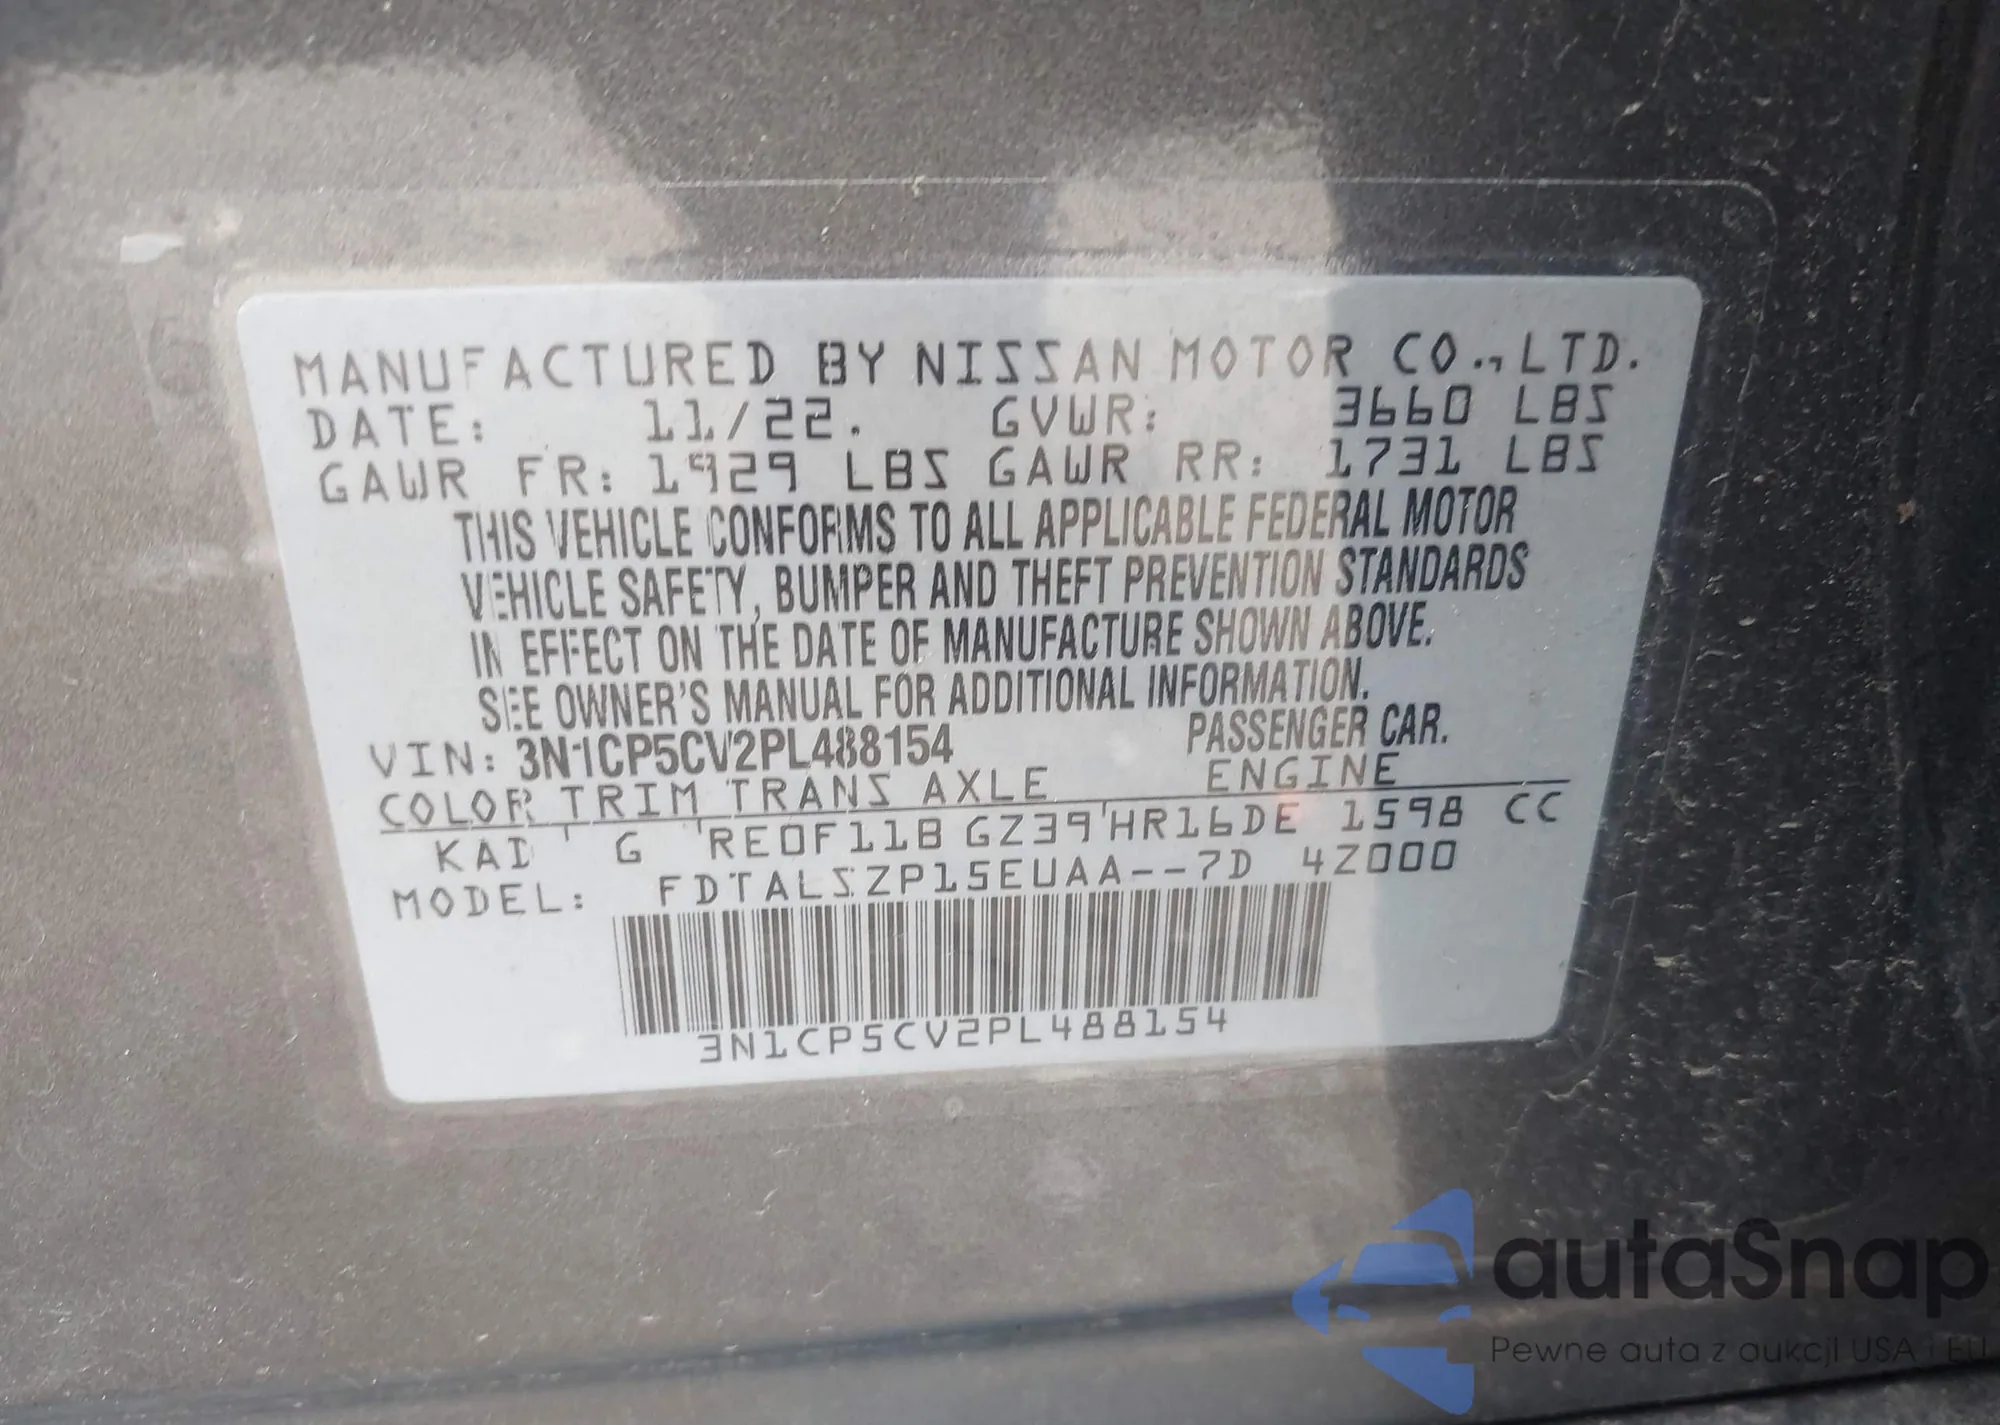 MANUFACTURED BY NISSAN MOTOR CO., LTD.
DATE: 11/22. GVWR: 3660 LBS
GAWR FR: 1929 LBS GAWR RR: 1731 LBS
THIS VEHICLE CONFORMS TO ALL APPLICABLE FEDERAL MOTOR
VEHICLE SAFETY, BUMPER AND THEFT PREVENTION STANDARDS
IN EFFECT ON THE DATE OF MANUFACTURE SHOWN ABOVE.
SEE OWNER'S MANUAL FOR ADDITIONAL INFORMATION.
VIN: 3N1CP5CV2PL488154 PASSENGER CAR.
COLOR TRIM TRANS AXLE ENGINE
KAD G RE0F11B GZ39 HR16DE 1598 CC
MODEL: FDTALSZP15EUAA--7D 4Z000
3N1CP5CV2PL488154
autaSnap
Pewne auta z aukcji USA i EU